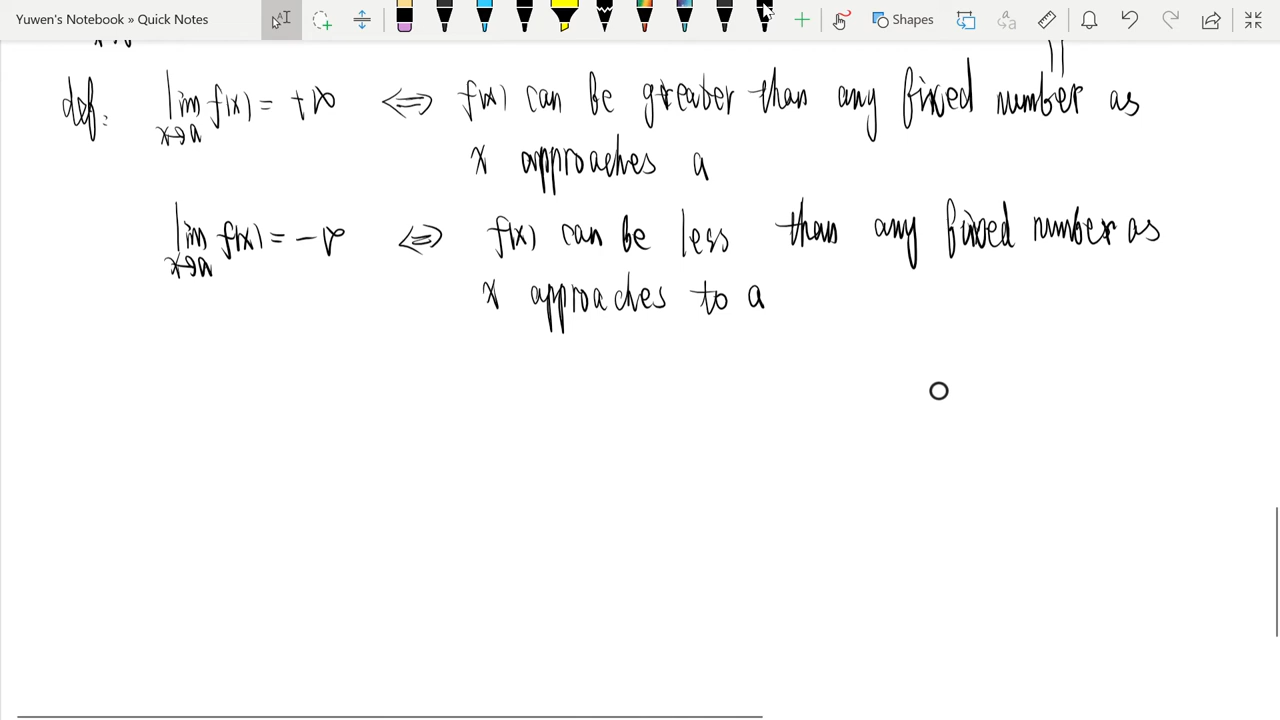 Yuwen's Notebook » Quick Notes
Shapes
def: lim f(x) = +∞ ⟺ f(x) can be greater than any fixed number as
x→a
x approaches a
lim f(x) = -∞ ⟺ f(x) can be less than any fixed number as
x→a
x approaches to a